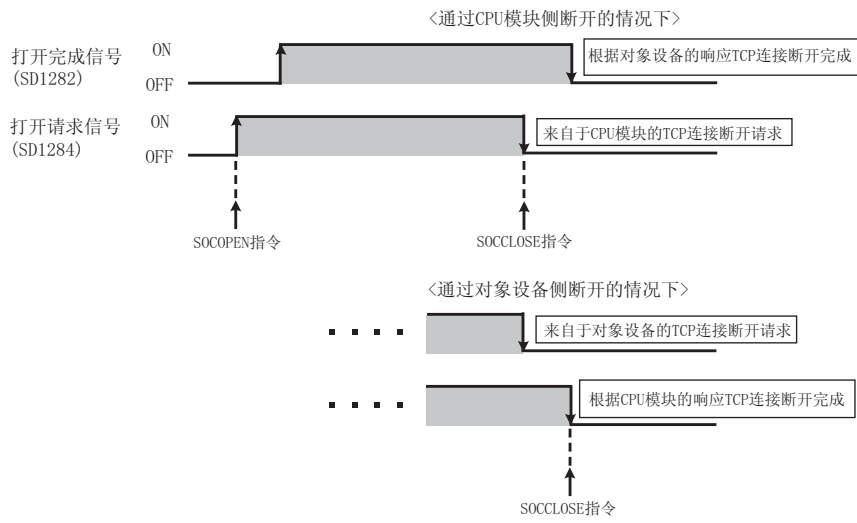 <通过CPU模块侧断开的情况下>
打开完成信号
(SD1282)
ON
OFF
根据对象设备的响应TCP连接断开完成
打开请求信号
(SD1284)
ON
OFF
来自于CPU模块的TCP连接断开请求
SOCOPEN指令
SOCCLOSE指令
<通过对象设备侧断开的情况下>
来自于对象设备的TCP连接断开请求
根据CPU模块的响应TCP连接断开完成
SOCCLOSE指令